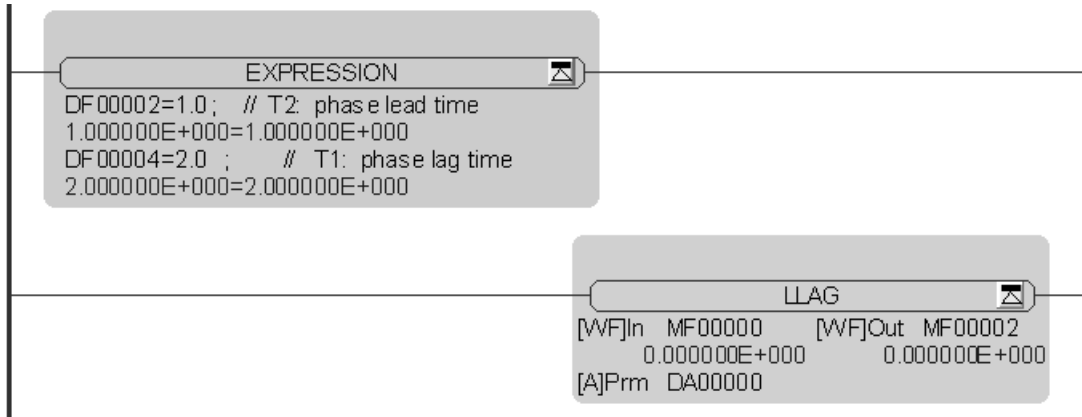 EXPRESSION
DF00002=1.0 ; // T2: phase lead time
1.000000E+000=1.000000E+000
DF00004=2.0 ; // T1: phase lag time
2.000000E+000=2.000000E+000
LLAG
[WF]In MF00000 [WF]Out MF00002
0.000000E+000 0.000000E+000
[A]Prm DA00000